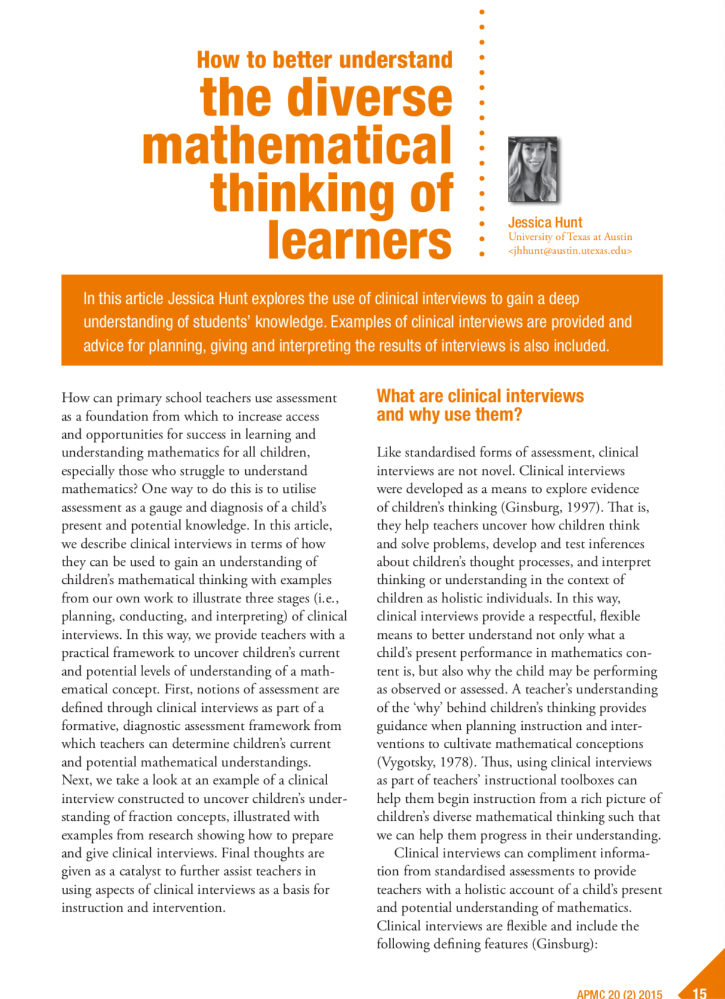 How to better understand
the diverse
mathematical
thinking of
learners
Jessica Hunt
University of Texas at Austin
<jhhunt@austin.utexas.edu>
In this article Jessica Hunt explores the use of clinical interviews to gain a deep
understanding of students’ knowledge. Examples of clinical interviews are provided and
advice for planning, giving and interpreting the results of interviews is also included.
How can primary school teachers use assessment
as a foundation from which to increase access
and opportunities for success in learning and
understanding mathematics for all children,
especially those who struggle to understand
mathematics? One way to do this is to utilise
assessment as a gauge and diagnosis of a child’s
present and potential knowledge. In this article,
we describe clinical interviews in terms of how
they can be used to gain an understanding of
children’s mathematical thinking with examples
from our own work to illustrate three stages (i.e.,
planning, conducting, and interpreting) of clinical
interviews. In this way, we provide teachers with a
practical framework to uncover children’s current
and potential levels of understanding of a math-
ematical concept. First, notions of assessment are
defined through clinical interviews as part of a
formative, diagnostic assessment framework from
which teachers can determine children’s current
and potential mathematical understandings.
Next, we take a look at an example of a clinical
interview constructed to uncover children’s under-
standing of fraction concepts, illustrated with
examples from research showing how to prepare
and give clinical interviews. Final thoughts are
given as a catalyst to further assist teachers in
using aspects of clinical interviews as a basis for
instruction and intervention.
What are clinical interviews
and why use them?
Like standardised forms of assessment, clinical
interviews are not novel. Clinical interviews
were developed as a means to explore evidence
of children’s thinking (Ginsburg, 1997). That is,
they help teachers uncover how children think
and solve problems, develop and test inferences
about children’s thought processes, and interpret
thinking or understanding in the context of
children as holistic individuals. In this way,
clinical interviews provide a respectful, flexible
means to better understand not only what a
child’s present performance in mathematics con-
tent is, but also why the child may be performing
as observed or assessed. A teacher’s understanding
of the ‘why’ behind children’s thinking provides
guidance when planning instruction and inter-
ventions to cultivate mathematical conceptions
(Vygotsky, 1978). Thus, using clinical interviews
as part of teachers’ instructional toolboxes can
help them begin instruction from a rich picture of
children’s diverse mathematical thinking such that
we can help them progress in their understanding.
Clinical interviews can compliment informa-
tion from standardised assessments to provide
teachers with a holistic account of a child’s present
and potential understanding of mathematics.
Clinical interviews are flexible and include the
following defining features (Ginsburg):
APMC 20 (2) 2015
15